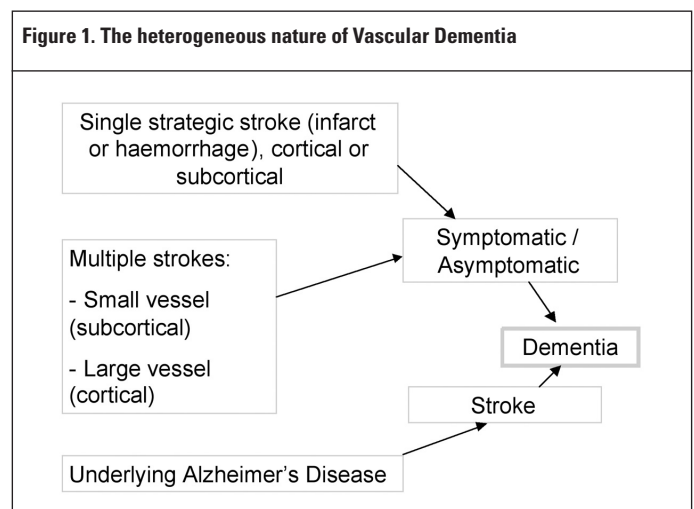 Figure 1. The heterogeneous nature of Vascular Dementia
Single strategic stroke (infarct
or haemorrhage), cortical or
subcortical
Symptomatic /
Asymptomatic
Multiple strokes:
- Small vessel
(subcortical)
- Large vessel
(cortical)
Dementia
Stroke
Underlying Alzheimer's Disease